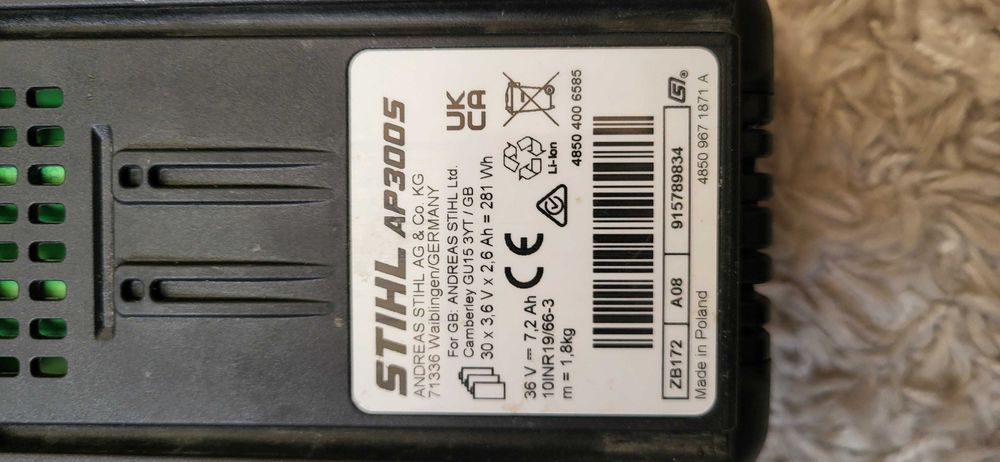 STIHL AP300S
ANDREAS STIHL AG & Co. KG
71336 Waiblingen/GERMANY
For GB: ANDREAS STIHL Ltd.
Camberley GU15 3YT / GB
30 x 3,6 V x 2,6 Ah = 281 Wh
36 V ⎓ 7,2 Ah
10INR19/66-3
m = 1,8kg
CE
UK
CA
Li-Ion
4850 400 6585
ZB172 A08 915789834
Made in Poland 4850 967 1871 A